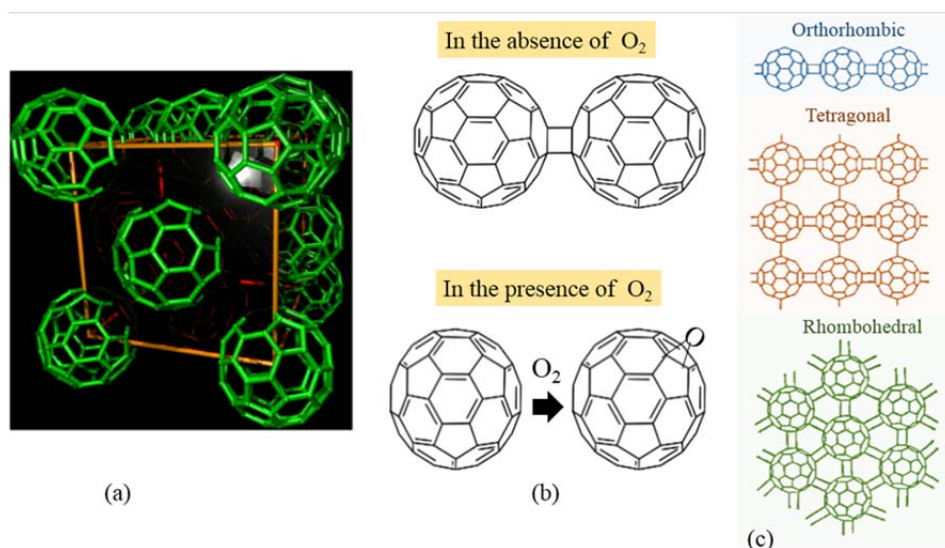 In the absence of O₂
In the presence of O₂
O₂
O
(a)
(b)
Orthorhombic
Tetragonal
Rhombohedral
(c)